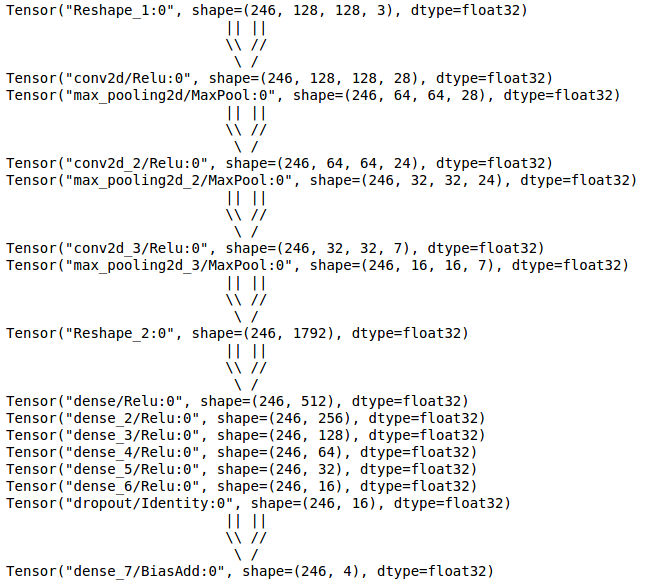 Tensor("Reshape_1:0", shape=(246, 128, 128, 3), dtype=float32)
|| ||
\\ //
\ /
Tensor("conv2d/Relu:0", shape=(246, 128, 128, 28), dtype=float32)
Tensor("max_pooling2d/MaxPool:0", shape=(246, 64, 64, 28), dtype=float32)
|| ||
\\ //
\ /
Tensor("conv2d_2/Relu:0", shape=(246, 64, 64, 24), dtype=float32)
Tensor("max_pooling2d_2/MaxPool:0", shape=(246, 32, 32, 24), dtype=float32)
|| ||
\\ //
\ /
Tensor("conv2d_3/Relu:0", shape=(246, 32, 32, 7), dtype=float32)
Tensor("max_pooling2d_3/MaxPool:0", shape=(246, 16, 16, 7), dtype=float32)
|| ||
\\ //
\ /
Tensor("Reshape_2:0", shape=(246, 1792), dtype=float32)
|| ||
\\ //
\ /
Tensor("dense/Relu:0", shape=(246, 512), dtype=float32)
Tensor("dense_2/Relu:0", shape=(246, 256), dtype=float32)
Tensor("dense_3/Relu:0", shape=(246, 128), dtype=float32)
Tensor("dense_4/Relu:0", shape=(246, 64), dtype=float32)
Tensor("dense_5/Relu:0", shape=(246, 32), dtype=float32)
Tensor("dense_6/Relu:0", shape=(246, 16), dtype=float32)
Tensor("dropout/Identity:0", shape=(246, 16), dtype=float32)
|| ||
\\ //
\ /
Tensor("dense_7/BiasAdd:0", shape=(246, 4), dtype=float32)